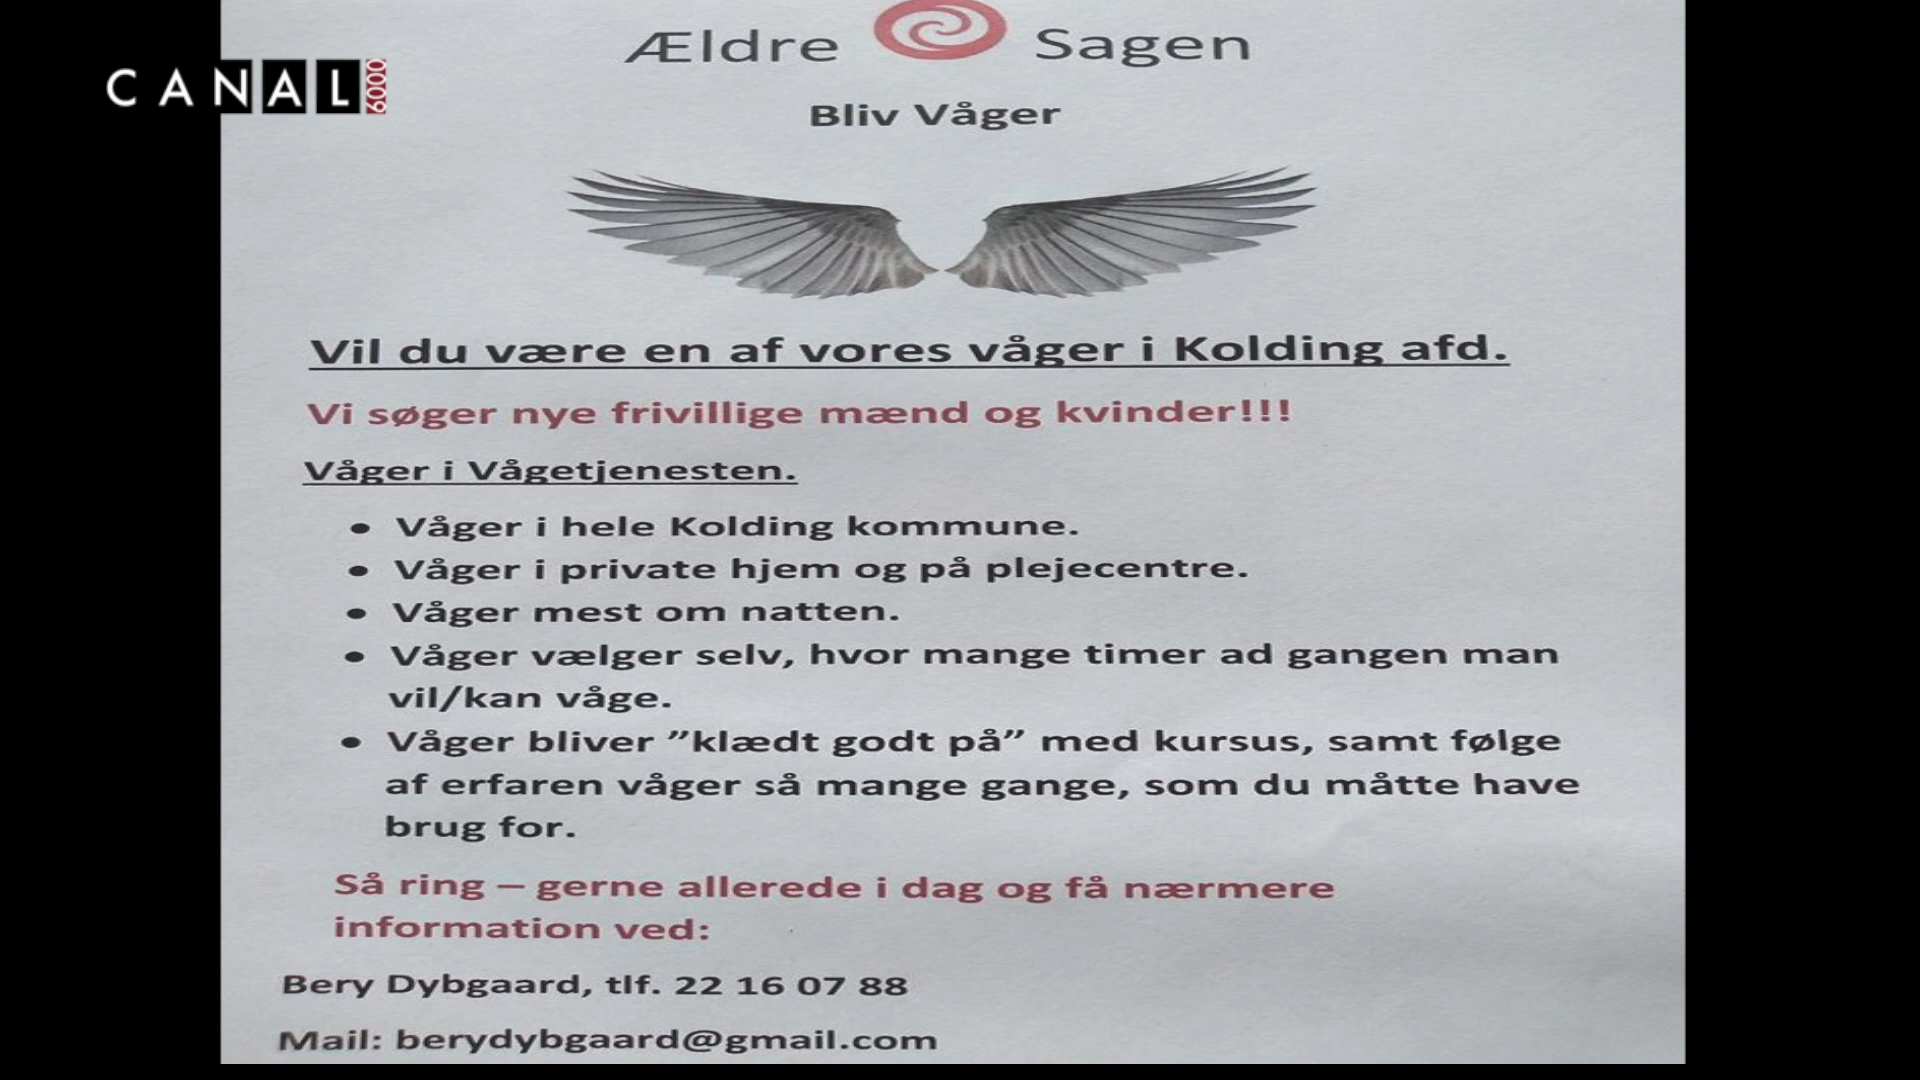 Ældre Sagen
CANAL 6000
Bliv Våger
Vil du være en af vores våger i Kolding afd.
Vi søger nye frivillige mænd og kvinder!!!
Våger i Vågetjenesten.
• Våger i hele Kolding kommune.
• Våger i private hjem og på plejecentre.
• Våger mest om natten.
• Våger vælger selv, hvor mange timer ad gangen man
vil/kan våge.
• Våger bliver ”klædt godt på” med kursus, samt følge
af erfaren våger så mange gange, som du måtte have
brug for.
Så ring – gerne allerede i dag og få nærmere
information ved:
Bery Dybgaard, tlf. 22 16 07 88
Mail: berydybgaard@gmail.com